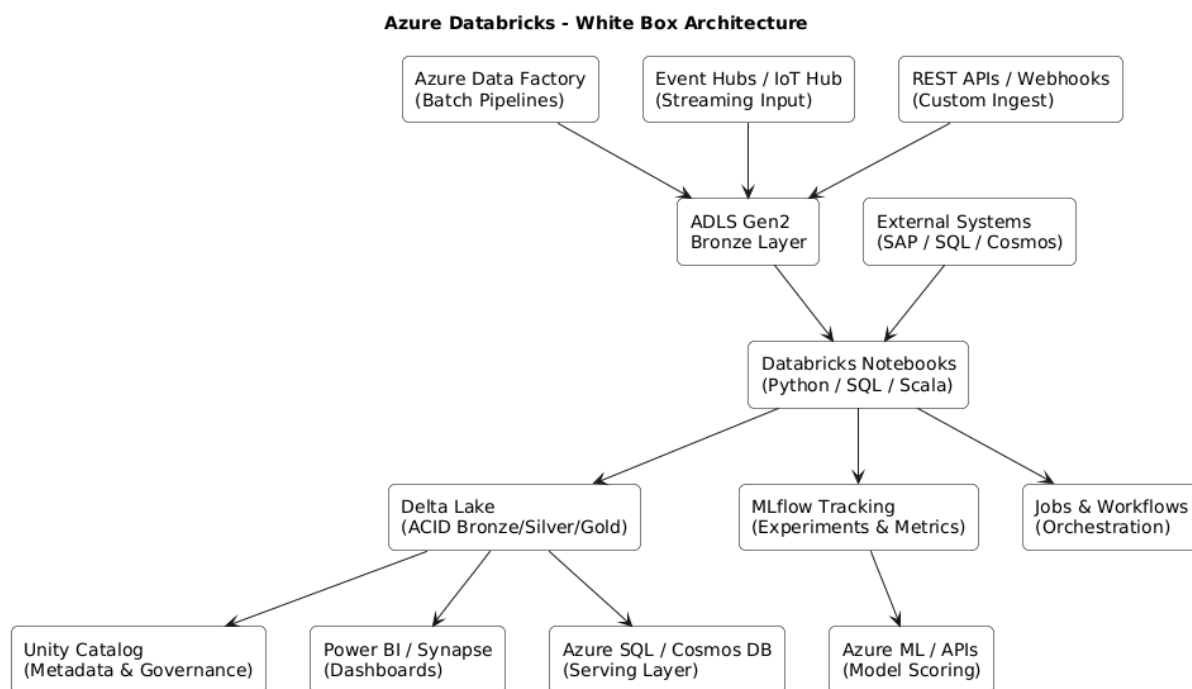 Azure Databricks - White Box Architecture
Azure Data Factory
(Batch Pipelines)
Event Hubs / IoT Hub
(Streaming Input)
REST APIs / Webhooks
(Custom Ingest)
ADLS Gen2
Bronze Layer
External Systems
(SAP / SQL / Cosmos)
Databricks Notebooks
(Python / SQL / Scala)
Delta Lake
(ACID Bronze/Silver/Gold)
MLflow Tracking
(Experiments & Metrics)
Jobs & Workflows
(Orchestration)
Unity Catalog
(Metadata & Governance)
Power BI / Synapse
(Dashboards)
Azure SQL / Cosmos DB
(Serving Layer)
Azure ML / APIs
(Model Scoring)